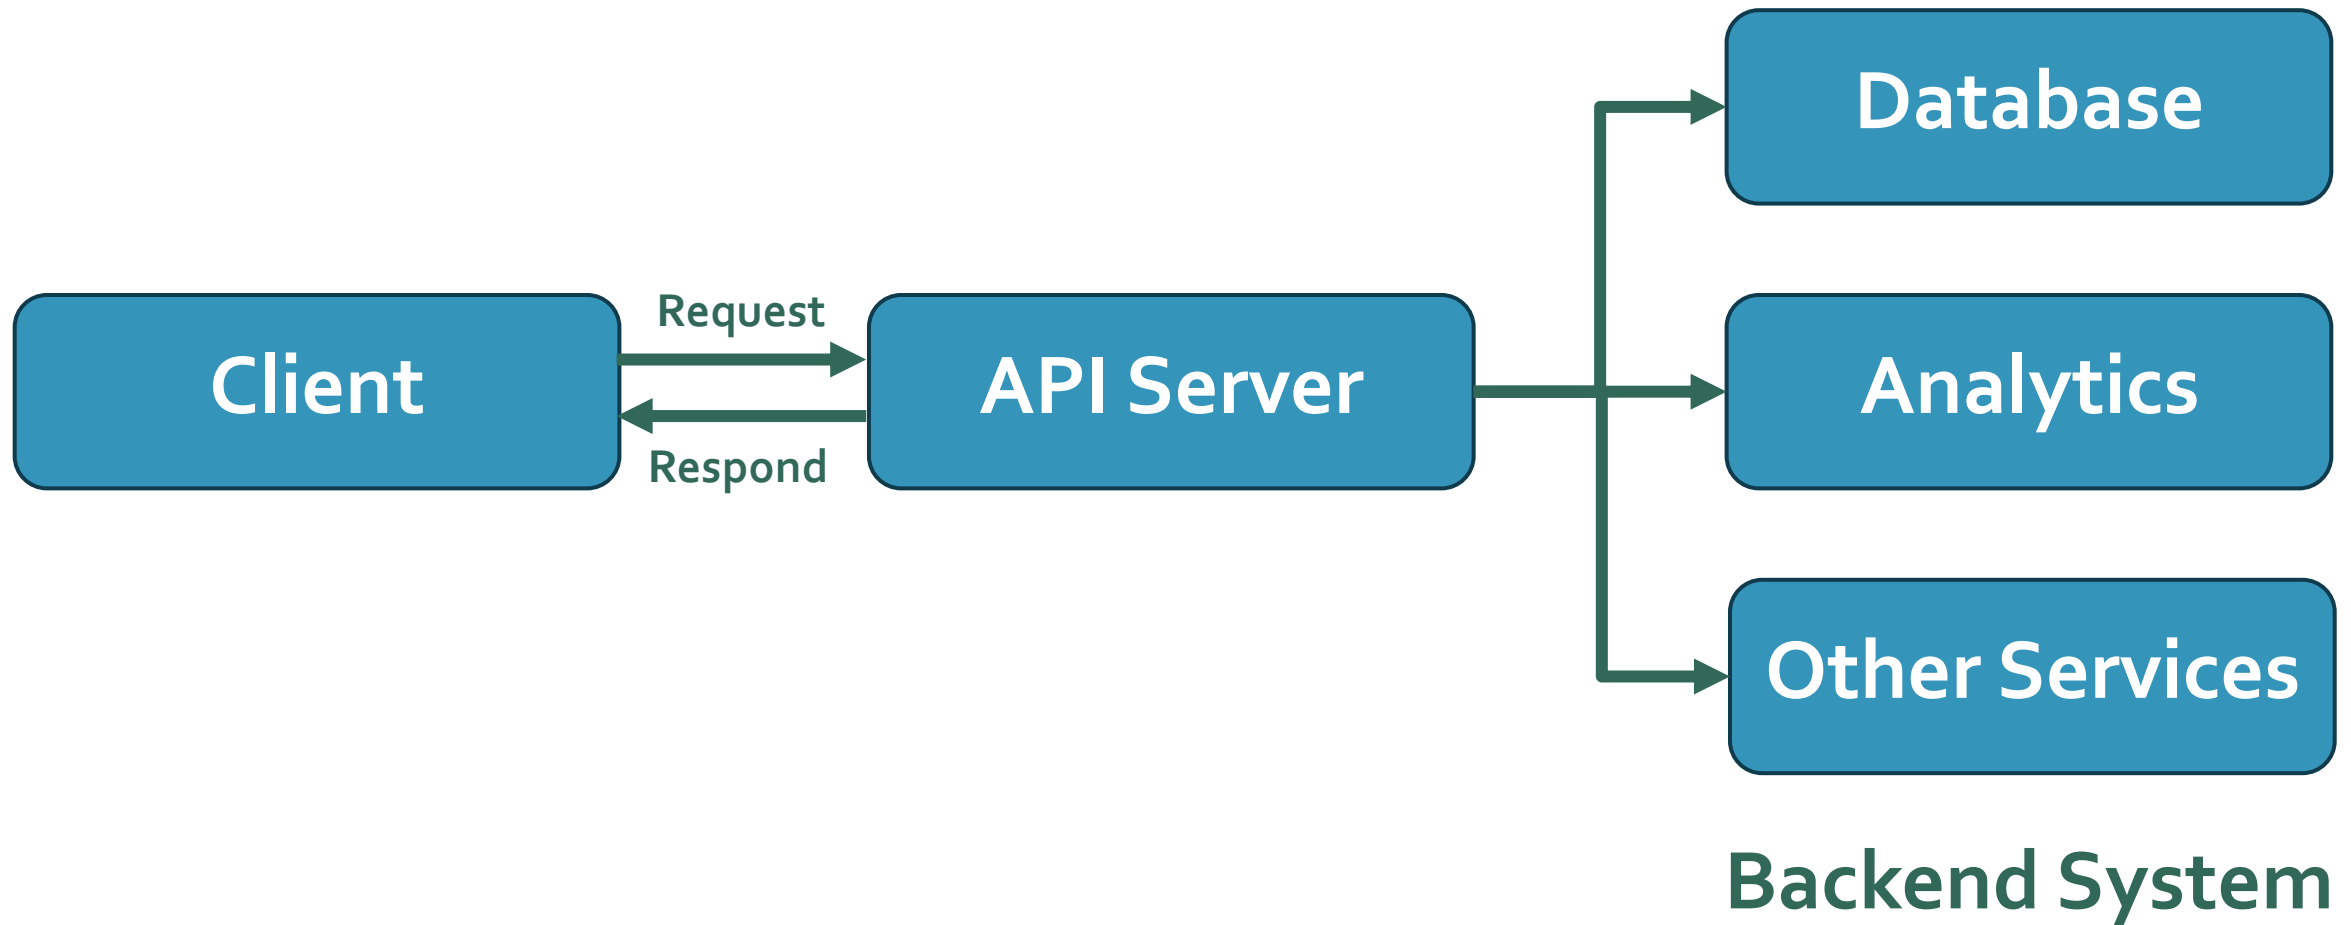 Database
Request
Client
API Server
Analytics
Respond
Other Services
Backend System